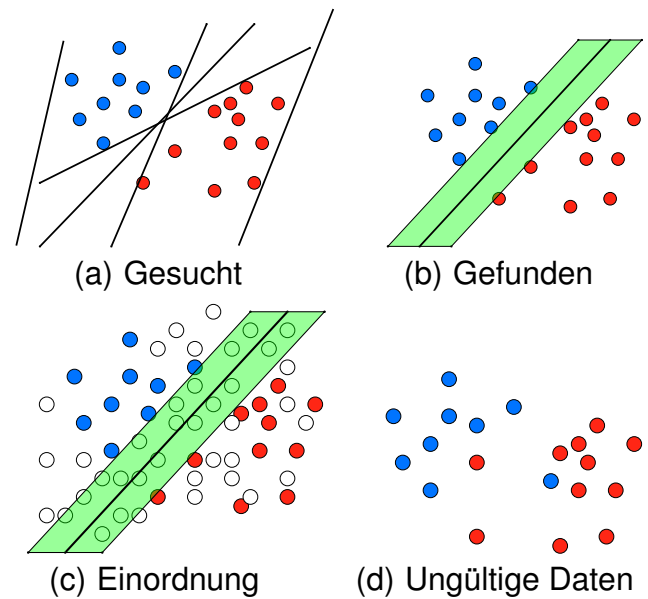 (a) Gesucht
(b) Gefunden
(c) Einordnung
(d) Ungültige Daten